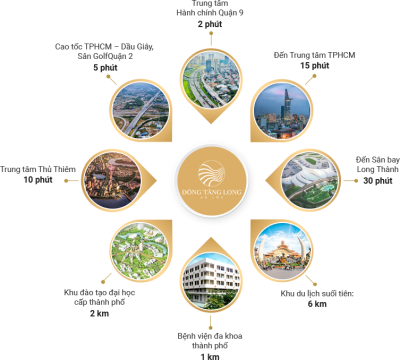 Trung tâm
Hành chính Quận 9
2 phút
Cao tốc TPHCM – Dầu Giây,
Sân GolfQuận 2
5 phút
Đến Trung tâm TPHCM
15 phút
Trung tâm Thủ Thiêm
10 phút
ĐÔNG TĂNG LONG
Đến Sân bay
Long Thành
30 phút
Khu đào tạo đại học
cấp thành phố
2 km
Khu du lịch suối tiên:
6 km
Bệnh viện đa khoa
thành phố
1 km